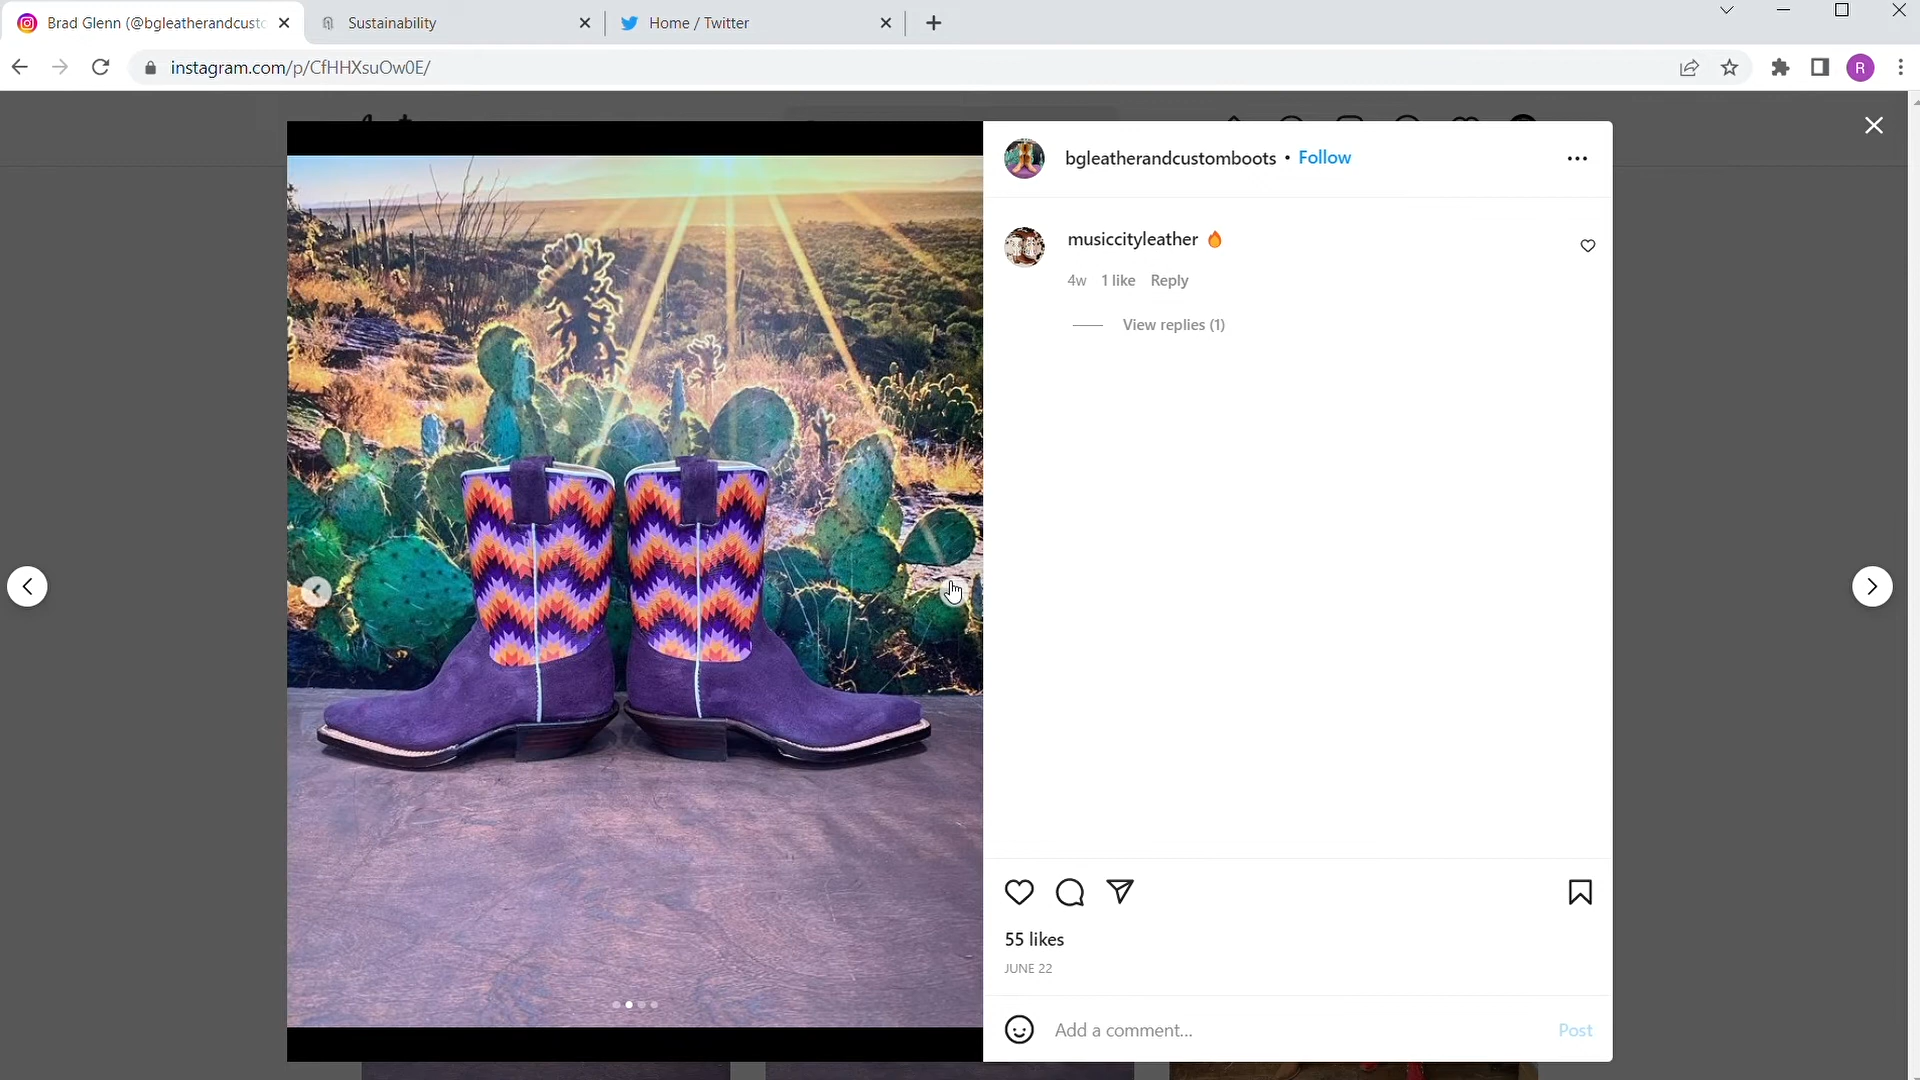 Brad Glenn (@bgleatherandcusto
Sustainability
Home / Twitter
instagram.com/p/CfHHXsuOw0E/
R
bgleatherandcustomboots • Follow
musiccityleather 🔥
4w 1 like Reply
View replies (1)
55 likes
JUNE 22
Add a comment... Post